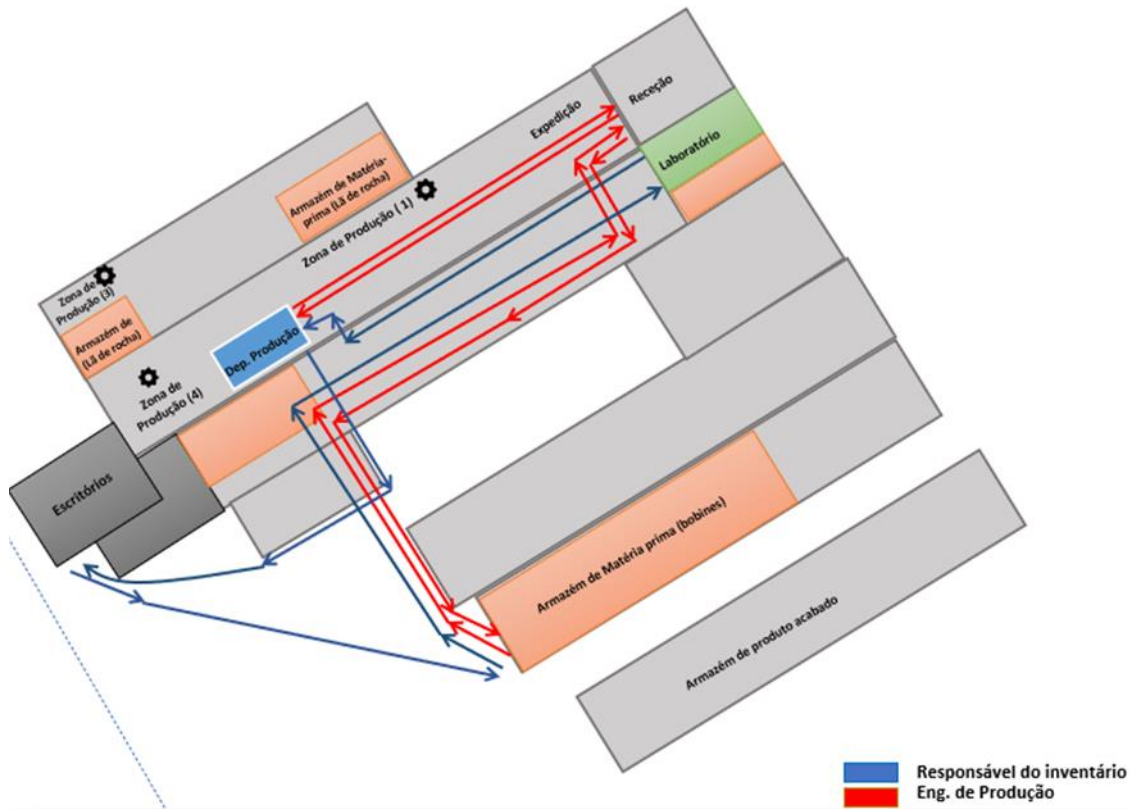 Receção
Expedição
Laboratório
Armazém de Matéria-
prima (Lã de rocha)
Zona de Produção ( 1)
Zona de
Produção (3)
Armazém de
(Lã de rocha)
Dep. Produção
Zona de
Produção (4)
Escritórios
Armazém de Matéria prima (bobines)
Armazém de produto acabado
Responsável do inventário
Eng. de Produção